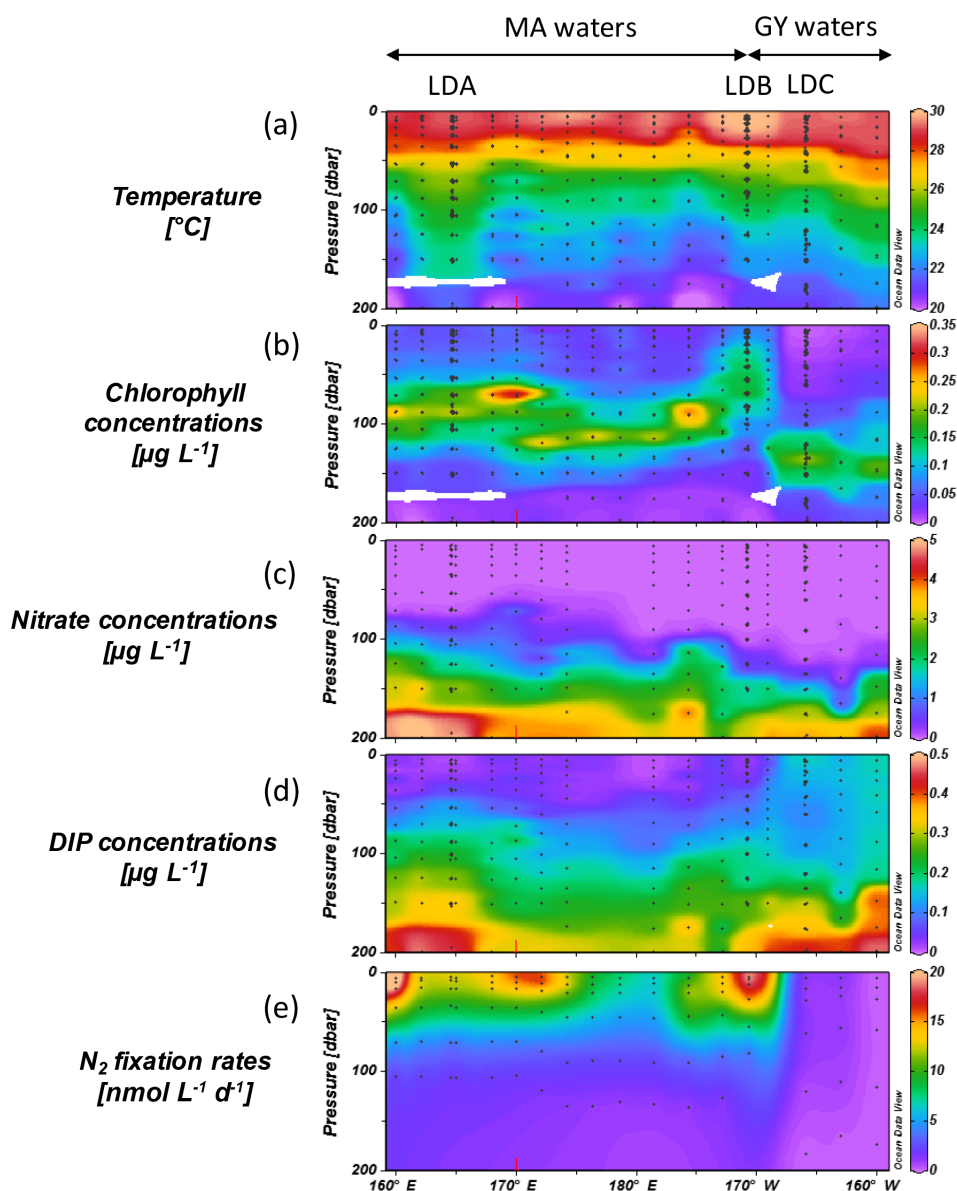 MA waters GY waters
LDA LDB LDC
(a)
Temperature
[°C]
Pressure [dbar]
0
100
200
30
28
26
24
22
20
Ocean Data View
(b)
Chlorophyll
concentrations
[µg L-1]
Pressure [dbar]
0
100
200
0.35
0.3
0.25
0.2
0.15
0.1
0.05
0
Ocean Data View
(c)
Nitrate concentrations
[µg L-1]
Pressure [dbar]
0
100
200
5
4
3
2
1
0
Ocean Data View
(d)
DIP concentrations
[µg L-1]
Pressure [dbar]
0
100
200
0.5
0.4
0.3
0.2
0.1
0
Ocean Data View
(e)
N2 fixation rates
[nmol L-1 d-1]
Pressure [dbar]
0
100
200
20
15
10
5
0
Ocean Data View
160° E 170° E 180° E 170° W 160° W